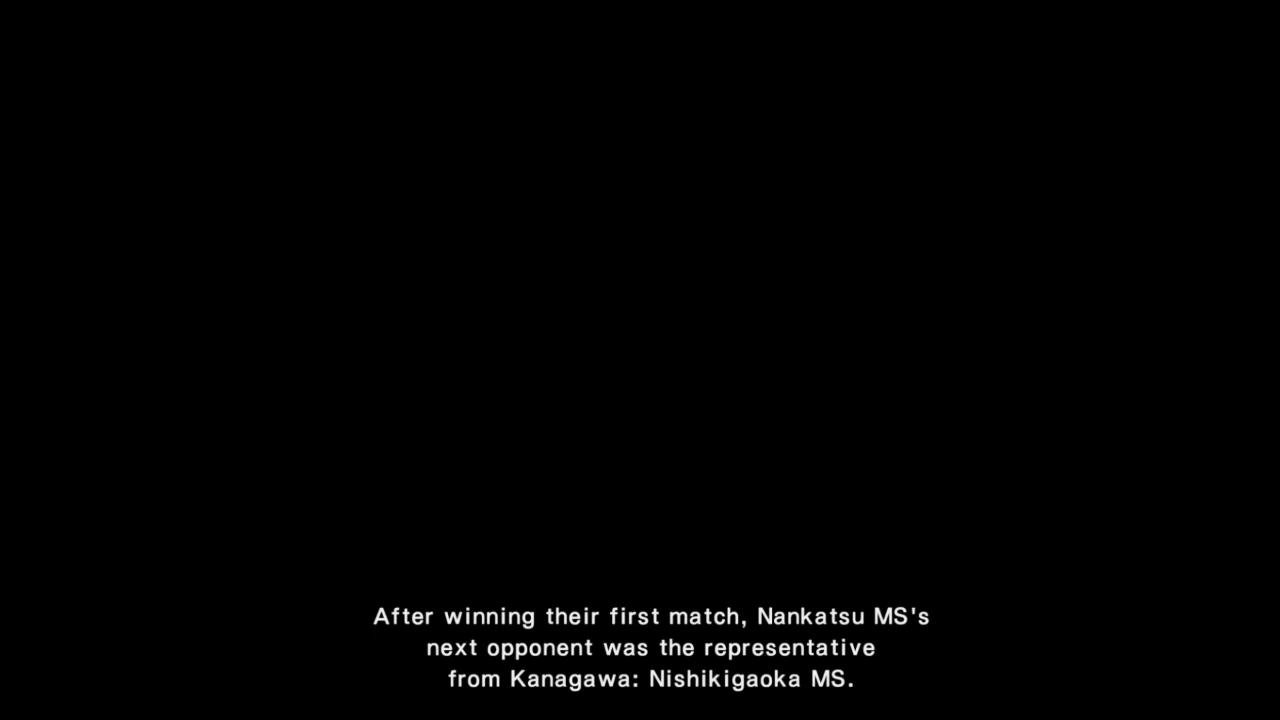 After winning their first match, Nankatsu MS's
next opponent was the representative
from Kanagawa: Nishikigaoka MS.